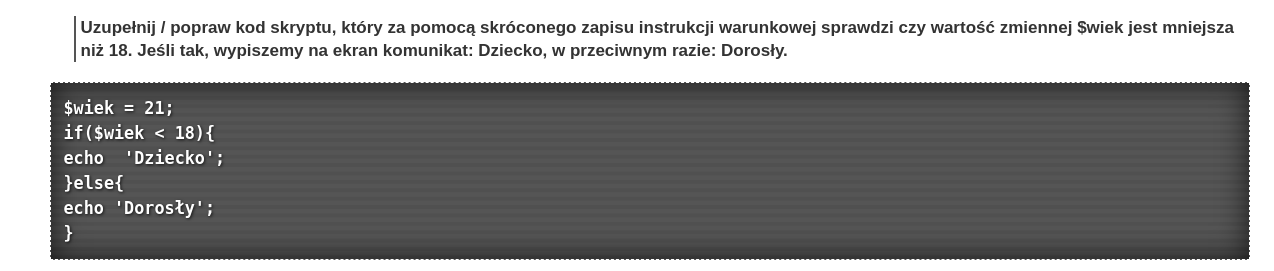 Uzupełnij / popraw kod skryptu, który za pomocą skróconego zapisu instrukcji warunkowej sprawdzi czy wartość zmiennej $wiek jest mniejsza
niż 18. Jeśli tak, wypiszemy na ekran komunikat: Dziecko, w przeciwnym razie: Dorosły.
$wiek = 21;
if($wiek < 18){
echo  'Dziecko';
}else{
echo 'Dorosły';
}